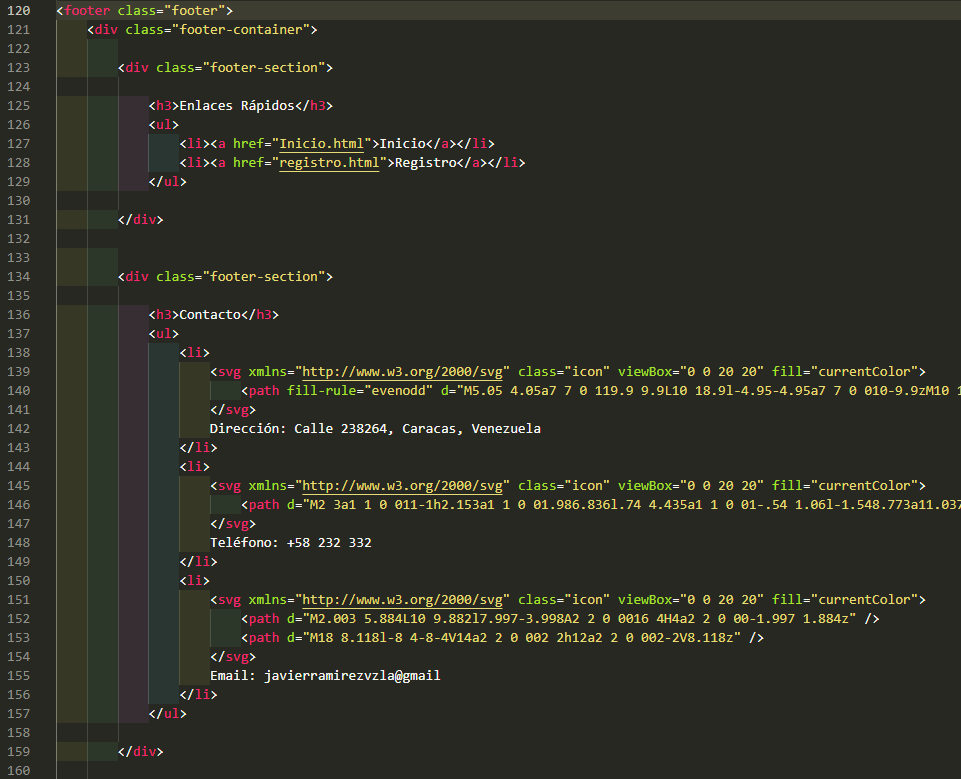 120 <footer class="footer">
121 <div class="footer-container">
122
123 <div class="footer-section">
124
125 <h3>Enlaces Rápidos</h3>
126 <ul>
127 <li><a href="Inicio.html">Inicio</a></li>
128 <li><a href="registro.html">Registro</a></li>
129 </ul>
130
131 </div>
132
133
134 <div class="footer-section">
135
136 <h3>Contacto</h3>
137 <ul>
138 <li>
139 <svg xmlns="http://www.w3.org/2000/svg" class="icon" viewBox="0 0 20 20" fill="currentColor">
140 <path fill-rule="evenodd" d="M5.05 4.05a7 7 0 119.9 9.9L10 18.9l-4.95-4.95a7 7 0 010-9.9zM10 1
141 </svg>
142 Dirección: Calle 238264, Caracas, Venezuela
143 </li>
144 <li>
145 <svg xmlns="http://www.w3.org/2000/svg" class="icon" viewBox="0 0 20 20" fill="currentColor">
146 <path d="M2 3a1 1 0 011-1h2.153a1 1 0 01.986.836l.74 4.435a1 1 0 01-.54 1.06l-1.548.773a11.037
147 </svg>
148 Teléfono: +58 232 332
149 </li>
150 <li>
151 <svg xmlns="http://www.w3.org/2000/svg" class="icon" viewBox="0 0 20 20" fill="currentColor">
152 <path d="M2.003 5.884L10 9.882l7.997-3.998A2 2 0 0016 4H4a2 2 0 00-1.997 1.884z" />
153 <path d="M18 8.118l-8 4-8-4V14a2 2 0 002 2h12a2 2 0 002-2V8.118z" />
154 </svg>
155 Email: javierramirezvzla@gmail
156 </li>
157 </ul>
158
159 </div>
160